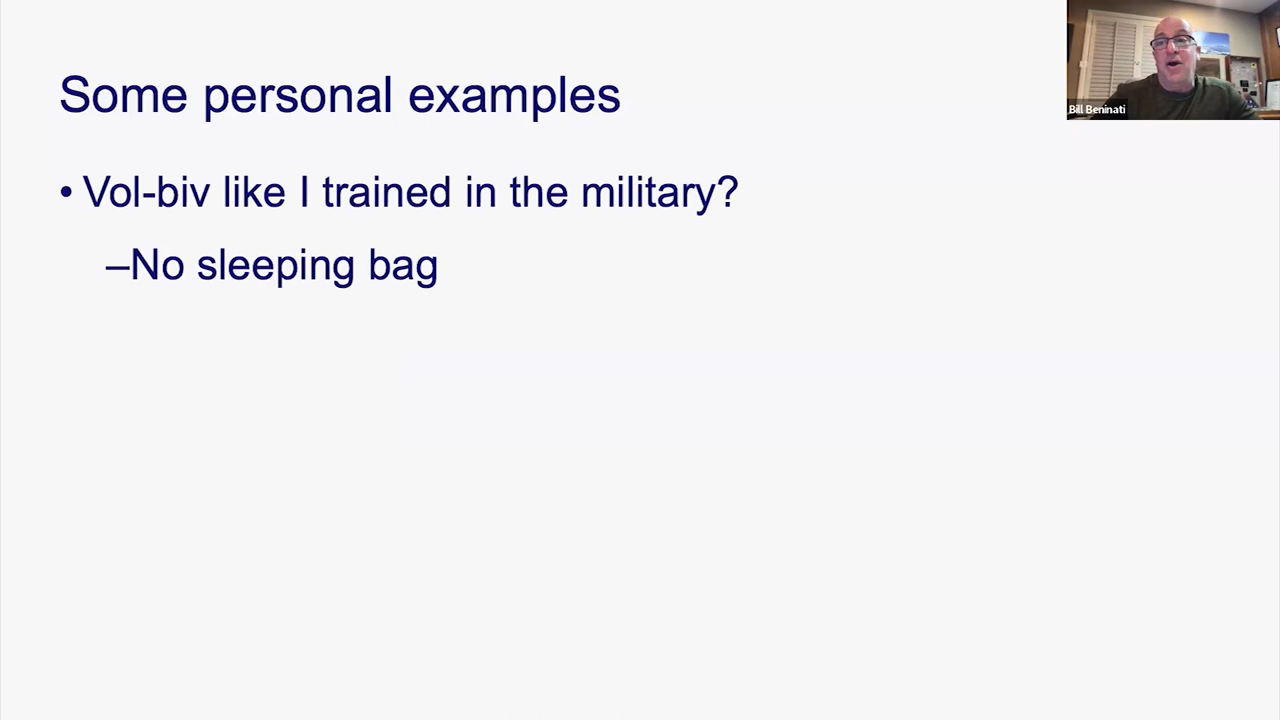 Some personal examples
• Vol-biv like I trained in the military?
–No sleeping bag
Bill Beninati